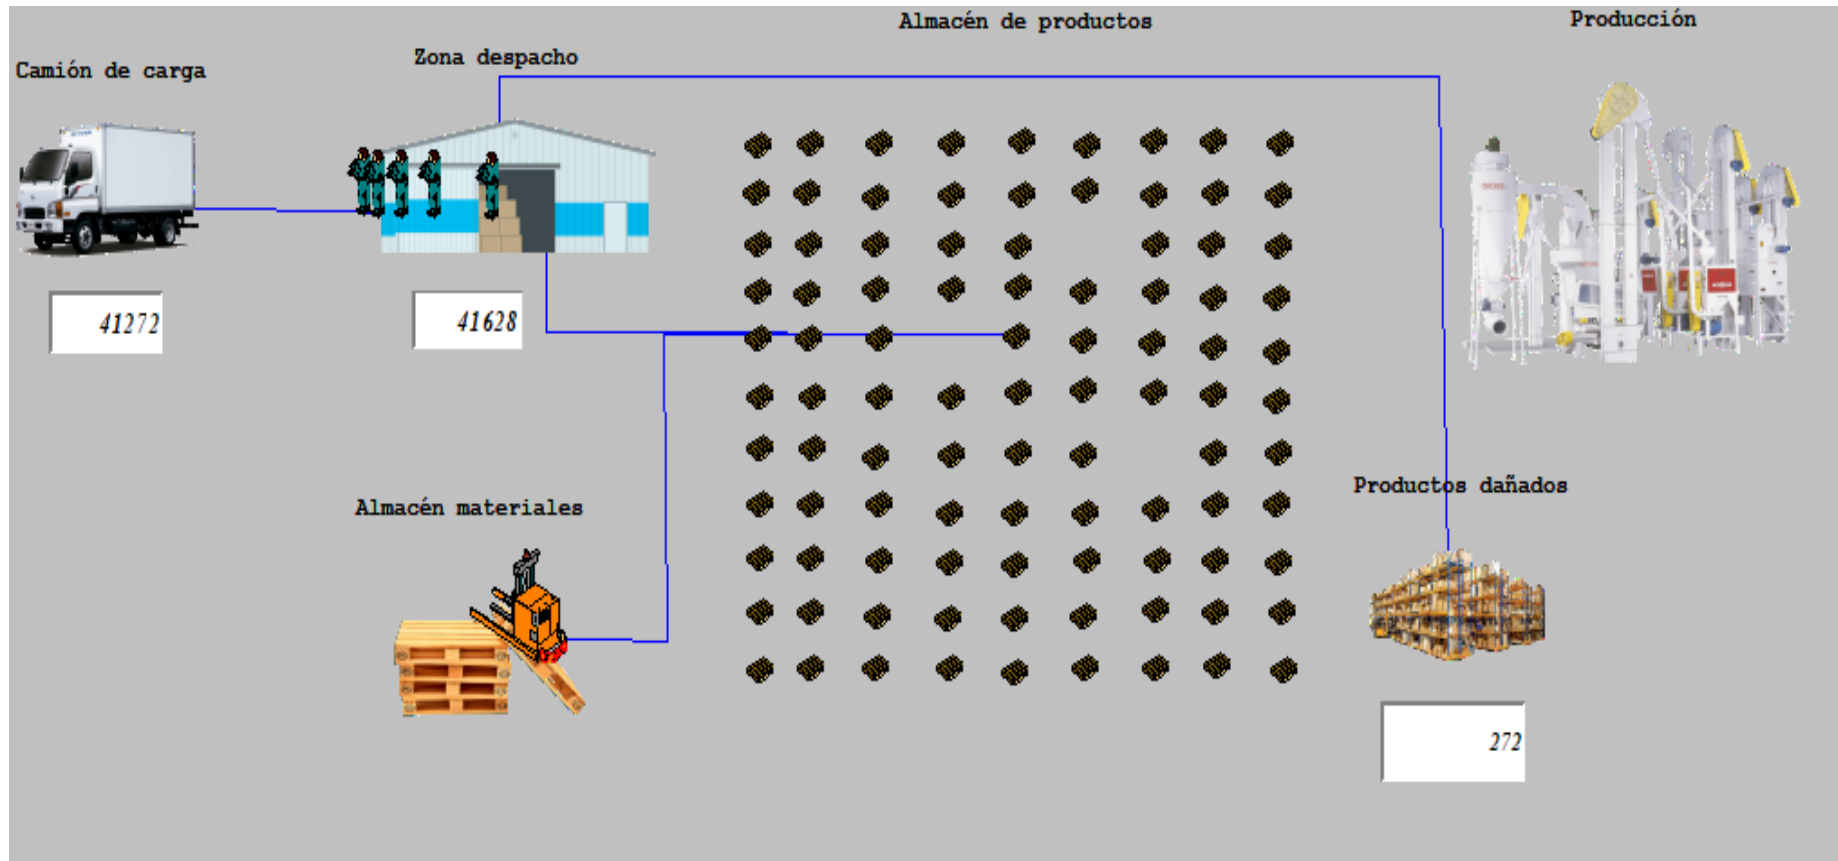 Almacén de productos
Producción
Zona despacho
Camión de carga
41272
41628
Productos dañados
Almacén materiales
272